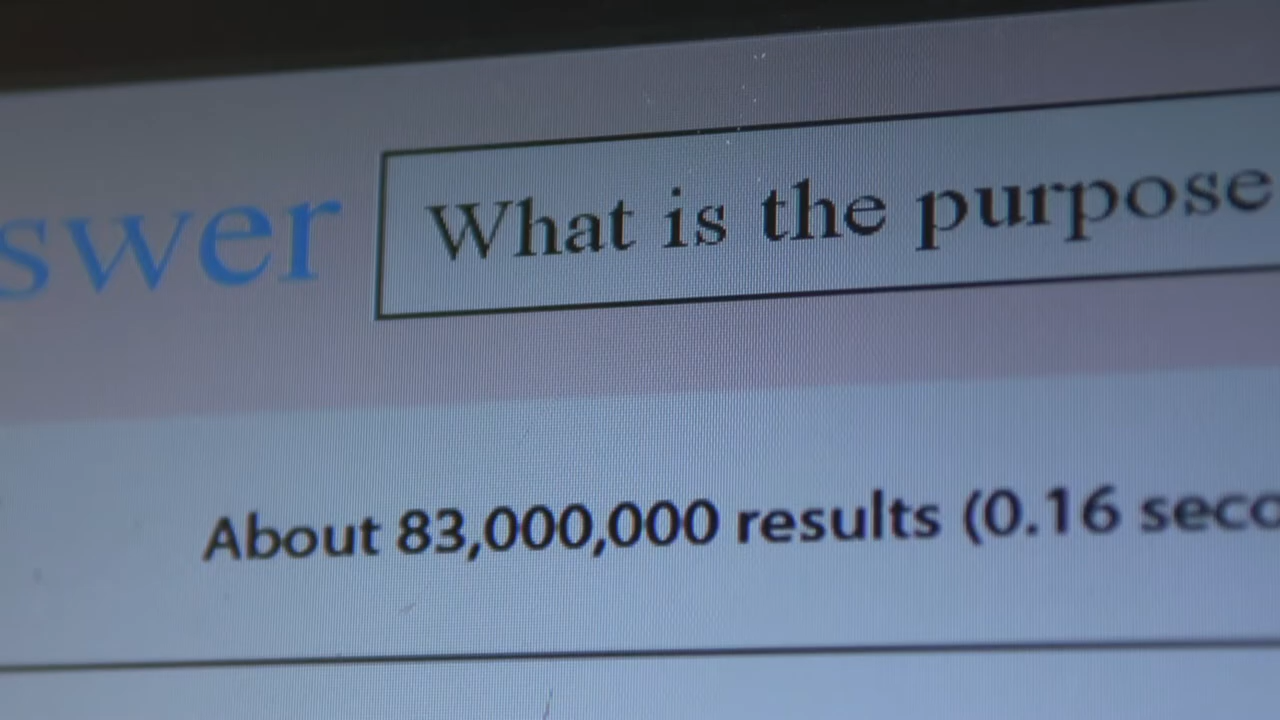 swer
What is the purpose
About 83,000,000 results (0.16 seco